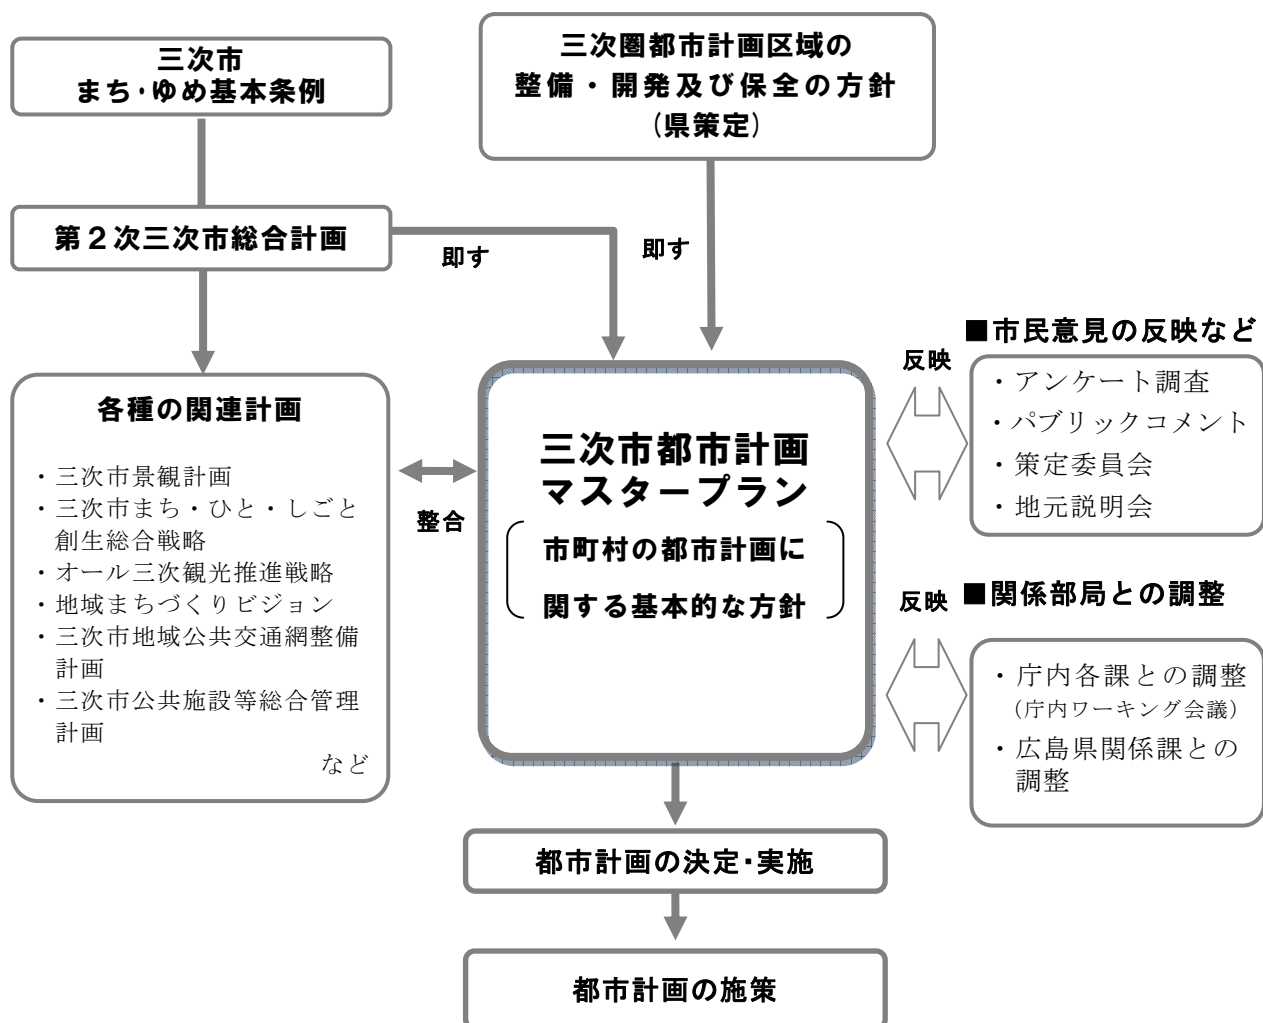 三次市
まち・ゆめ基本条例
三次圏都市計画区域の
整備・開発及び保全の方針
(県策定)
第2次三次市総合計画
即す
即す
各種の関連計画
・三次市景観計画
・三次市まち・ひと・しごと
創生総合戦略
・オール三次観光推進戦略
・地域まちづくりビジョン
・三次市地域公共交通網整備
計画
・三次市公共施設等総合管理
計画
など
整合
三次市都市計画
マスタープラン
市町村の都市計画に
関する基本的な方針
反映
■市民意見の反映など
・アンケート調査
・パブリックコメント
・策定委員会
・地元説明会
反映
■関係部局との調整
・庁内各課との調整
(庁内ワーキング会議)
・広島県関係課との
調整
都市計画の決定・実施
都市計画の施策